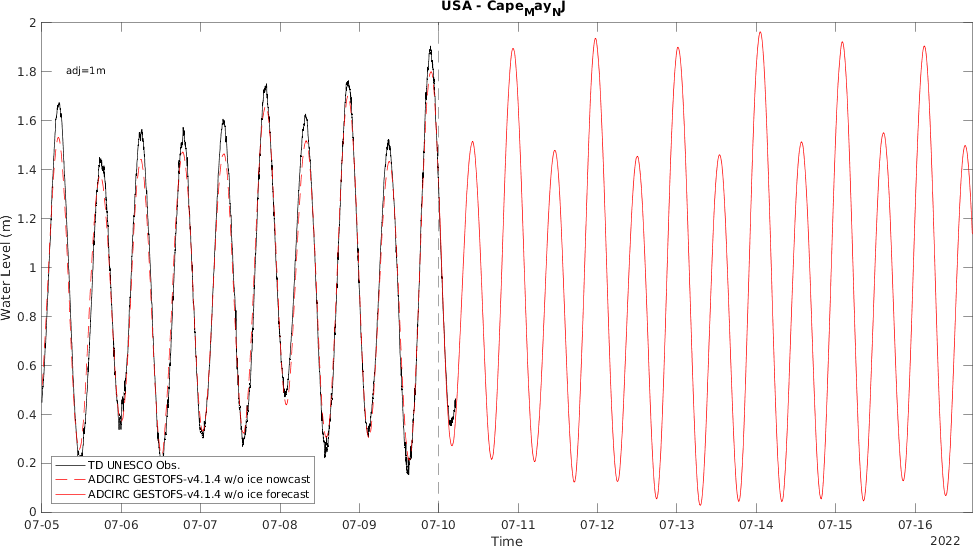 USA - CapeMayNJ
adj=1m
Water Level (m)
2
1.8
1.6
1.4
1.2
1
0.8
0.6
0.4
0.2
0
TD UNESCO Obs.
ADCIRC GESTOFS-v4.1.4 w/o ice nowcast
ADCIRC GESTOFS-v4.1.4 w/o ice forecast
07-05 07-06 07-07 07-08 07-09 07-10 07-11 07-12 07-13 07-14 07-15 07-16
Time
2022